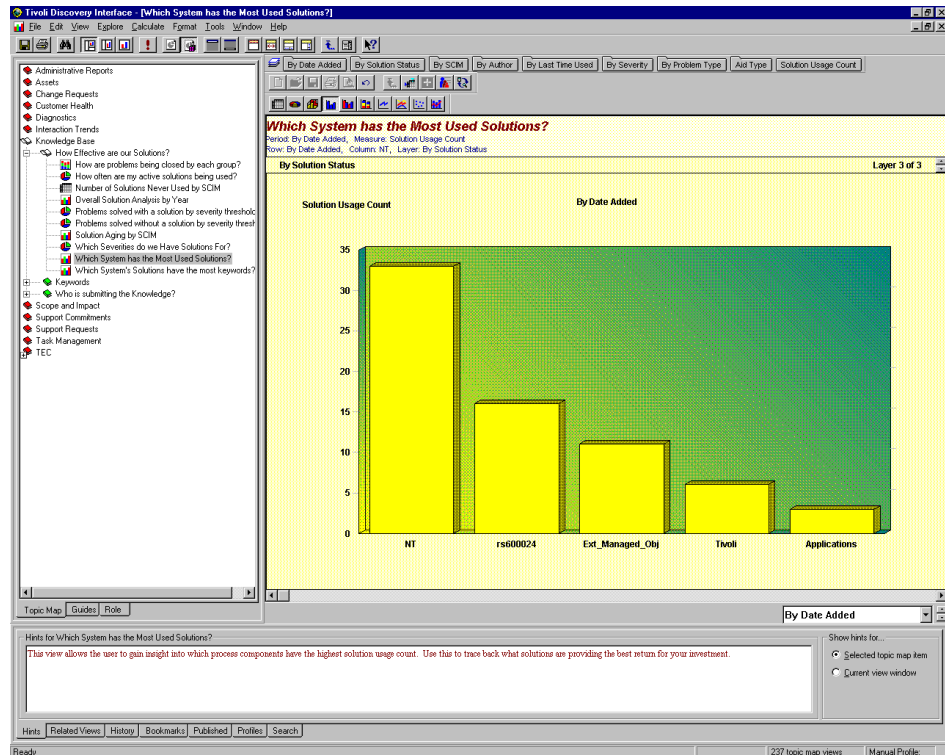 Tivoli Discovery Interface - [Which System has the Most Used Solutions?]
File Edit View Explore Calculate Format Tools Window Help
Administrative Reports
Assets
Change Requests
Customer Health
Diagnostics
Interaction Trends
Knowledge Base
How Effective are our Solutions?
How are problems being closed by each group?
How often are my active solutions being used?
Number of Solutions Never Used by SCIM
Overall Solution Analysis by Year
Problems solved with a solution by severity threshold
Problems solved without a solution by severity thresh
Solution Aging by SCIM
Which Severities do we Have Solutions For?
Which System has the Most Used Solutions?
Which System's Solutions have the most keywords?
Keywords
Who is submitting the Knowledge?
Scope and Impact
Support Commitments
Support Requests
Task Management
TEC
Topic Map Guides Role
By Date Added By Solution Status By SCIM By Author By Last Time Used By Severity By Problem Type Aid Type Solution Usage Count
Which System has the Most Used Solutions?
Period: By Date Added, Measure: Solution Usage Count
Row: By Date Added, Column: NT, Layer: By Solution Status
By Solution Status Layer 3 of 3
Solution Usage Count By Date Added
35
30
25
20
15
10
5
0
NT rs600024 Ext_Managed_Obj Tivoli Applications
By Date Added
Hints for Which System has the Most Used Solutions?
This view allows the user to gain insight into which process components have the highest solution usage count. Use this to trace back what solutions are providing the best return for your investment.
Show hints for...
Selected topic map item
Current view window
Hints Related Views History Bookmarks Published Profiles Search
Ready 237 topic map views Manual Profile: